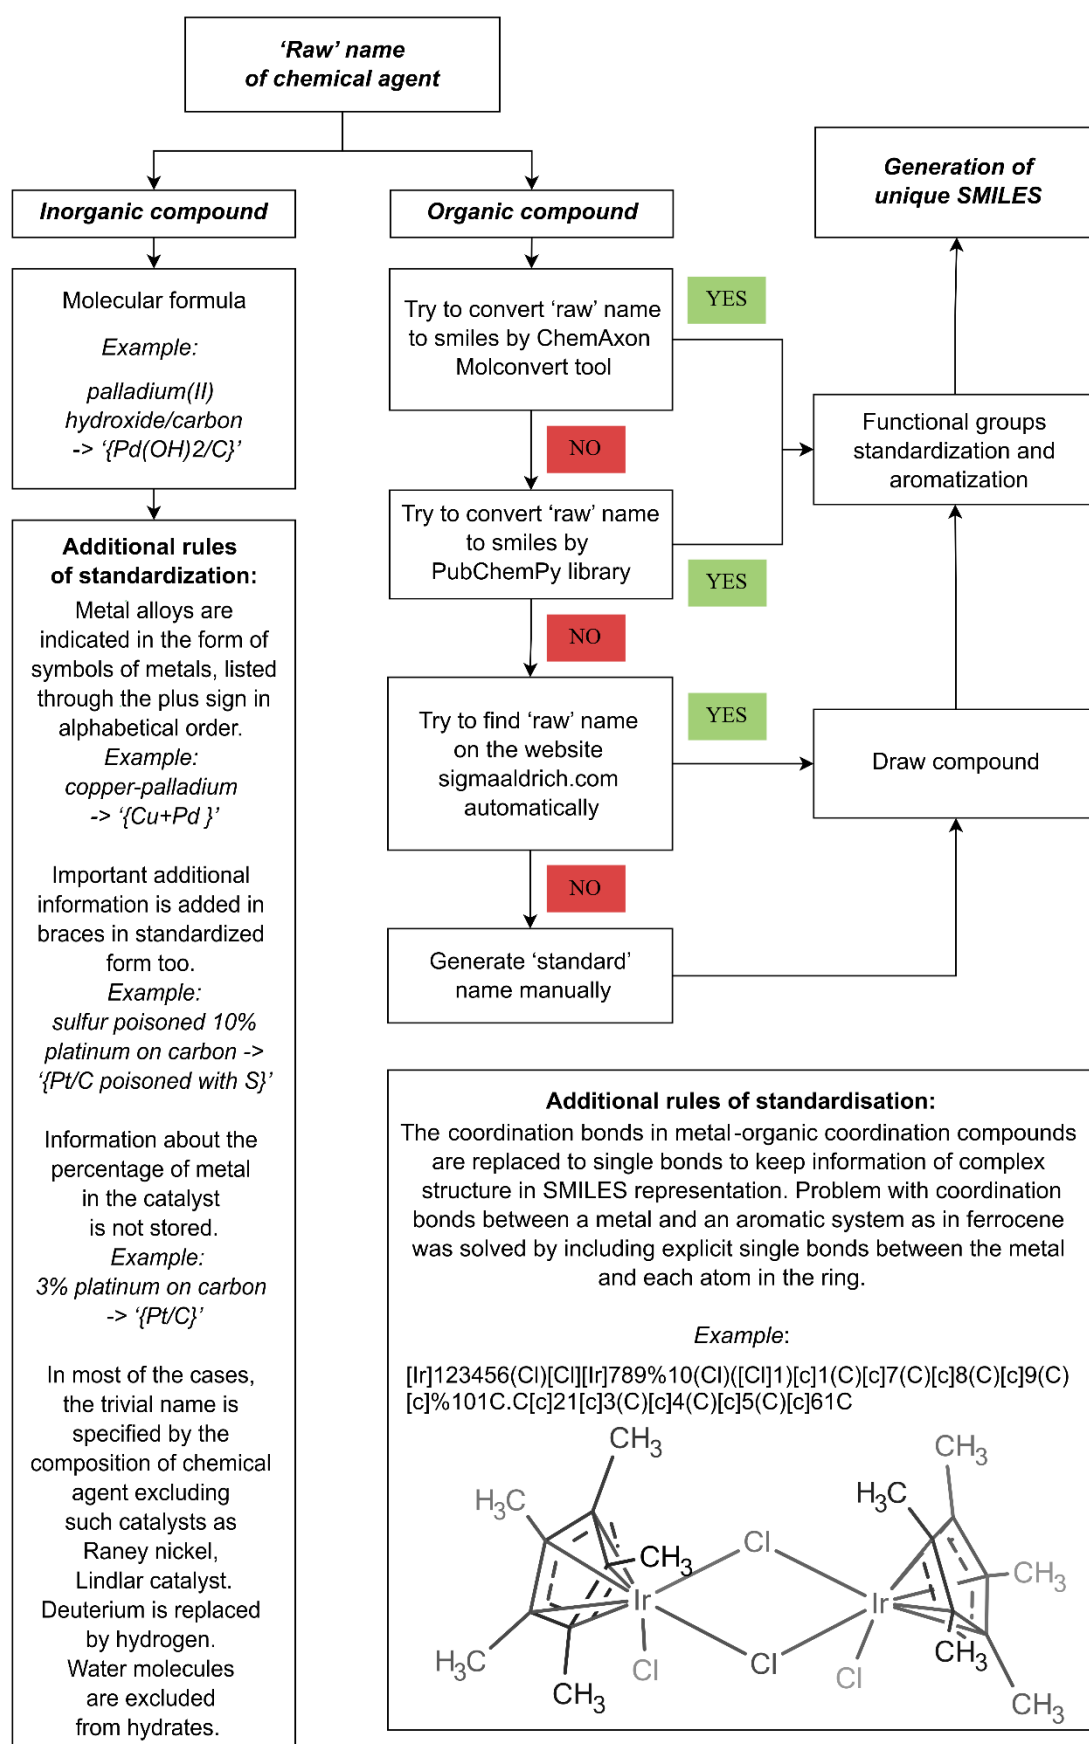 ‘Raw’ name
of chemical agent
Inorganic compound
Organic compound
Generation of
unique SMILES
Molecular formula
Example:
palladium(II)
hydroxide/carbon
-> ‘{Pd(OH)2/C}’
Try to convert ‘raw’ name
to smiles by ChemAxon
Molconvert tool
YES
NO
Functional groups
standardization and
aromatization
Try to convert ‘raw’ name
to smiles by
PubChemPy library
YES
NO
Try to find ‘raw’ name
on the website
sigmaaldrich.com
automatically
YES
Draw compound
NO
Generate ‘standard’
name manually
Additional rules
of standardization:
Metal alloys are
indicated in the form of
symbols of metals, listed
through the plus sign in
alphabetical order.
Example:
copper-palladium
-> ‘{Cu+Pd }’
Important additional
information is added in
braces in standardized
form too.
Example:
sulfur poisoned 10%
platinum on carbon ->
‘{Pt/C poisoned with S}’
Information about the
percentage of metal
in the catalyst
is not stored.
Example:
3% platinum on carbon
-> ‘{Pt/C}’
In most of the cases,
the trivial name is
specified by the
composition of chemical
agent excluding
such catalysts as
Raney nickel,
Lindlar catalyst.
Deuterium is replaced
by hydrogen.
Water molecules
are excluded
from hydrates.
Additional rules of standardisation:
The coordination bonds in metal-organic coordination compounds
are replaced to single bonds to keep information of complex
structure in SMILES representation. Problem with coordination
bonds between a metal and an aromatic system as in ferrocene
was solved by including explicit single bonds between the metal
and each atom in the ring.
Example:
[Ir]123456(Cl)[Cl][Ir]789%10(Cl)([Cl]1)[c]1(C)[c]7(C)[c]8(C)[c]9(C)
[c]%101C.C[c]21[c]3(C)[c]4(C)[c]5(C)[c]61C
CH3
CH3
H3C
H3C
CH3
Cl
CH3
Ir
Ir
H3C
Cl
Cl
Cl
CH3
CH3
CH3